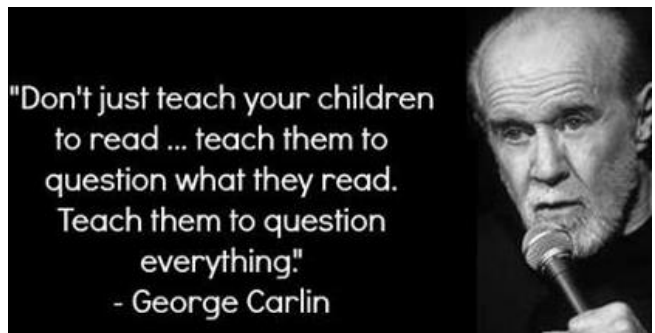 "Don't just teach your children
to read ... teach them to
question what they read.
Teach them to question
everything."
- George Carlin